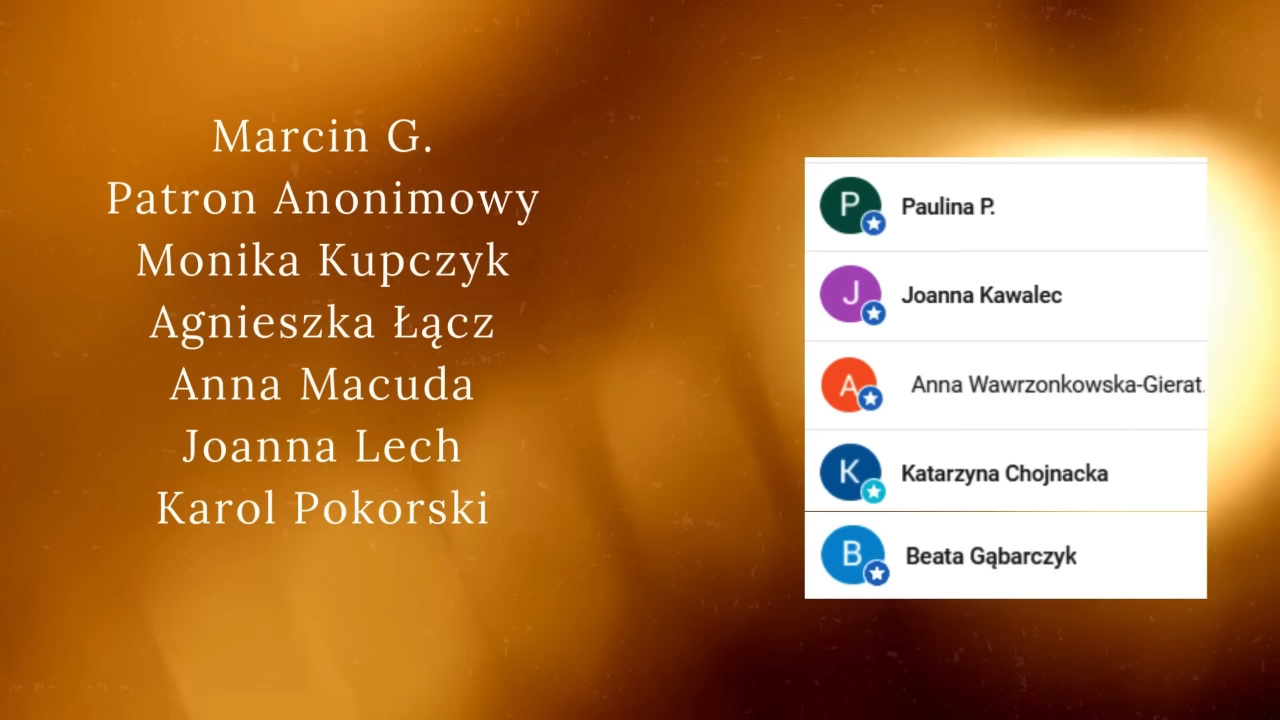 Marcin G.
Patron Anonimowy
Monika Kupczyk
Agnieszka Łącz
Anna Macuda
Joanna Lech
Karol Pokorski
P Paulina P.
J Joanna Kawalec
A Anna Wawrzonkowska-Gierat.
K Katarzyna Chojnacka
B Beata Gąbarczyk